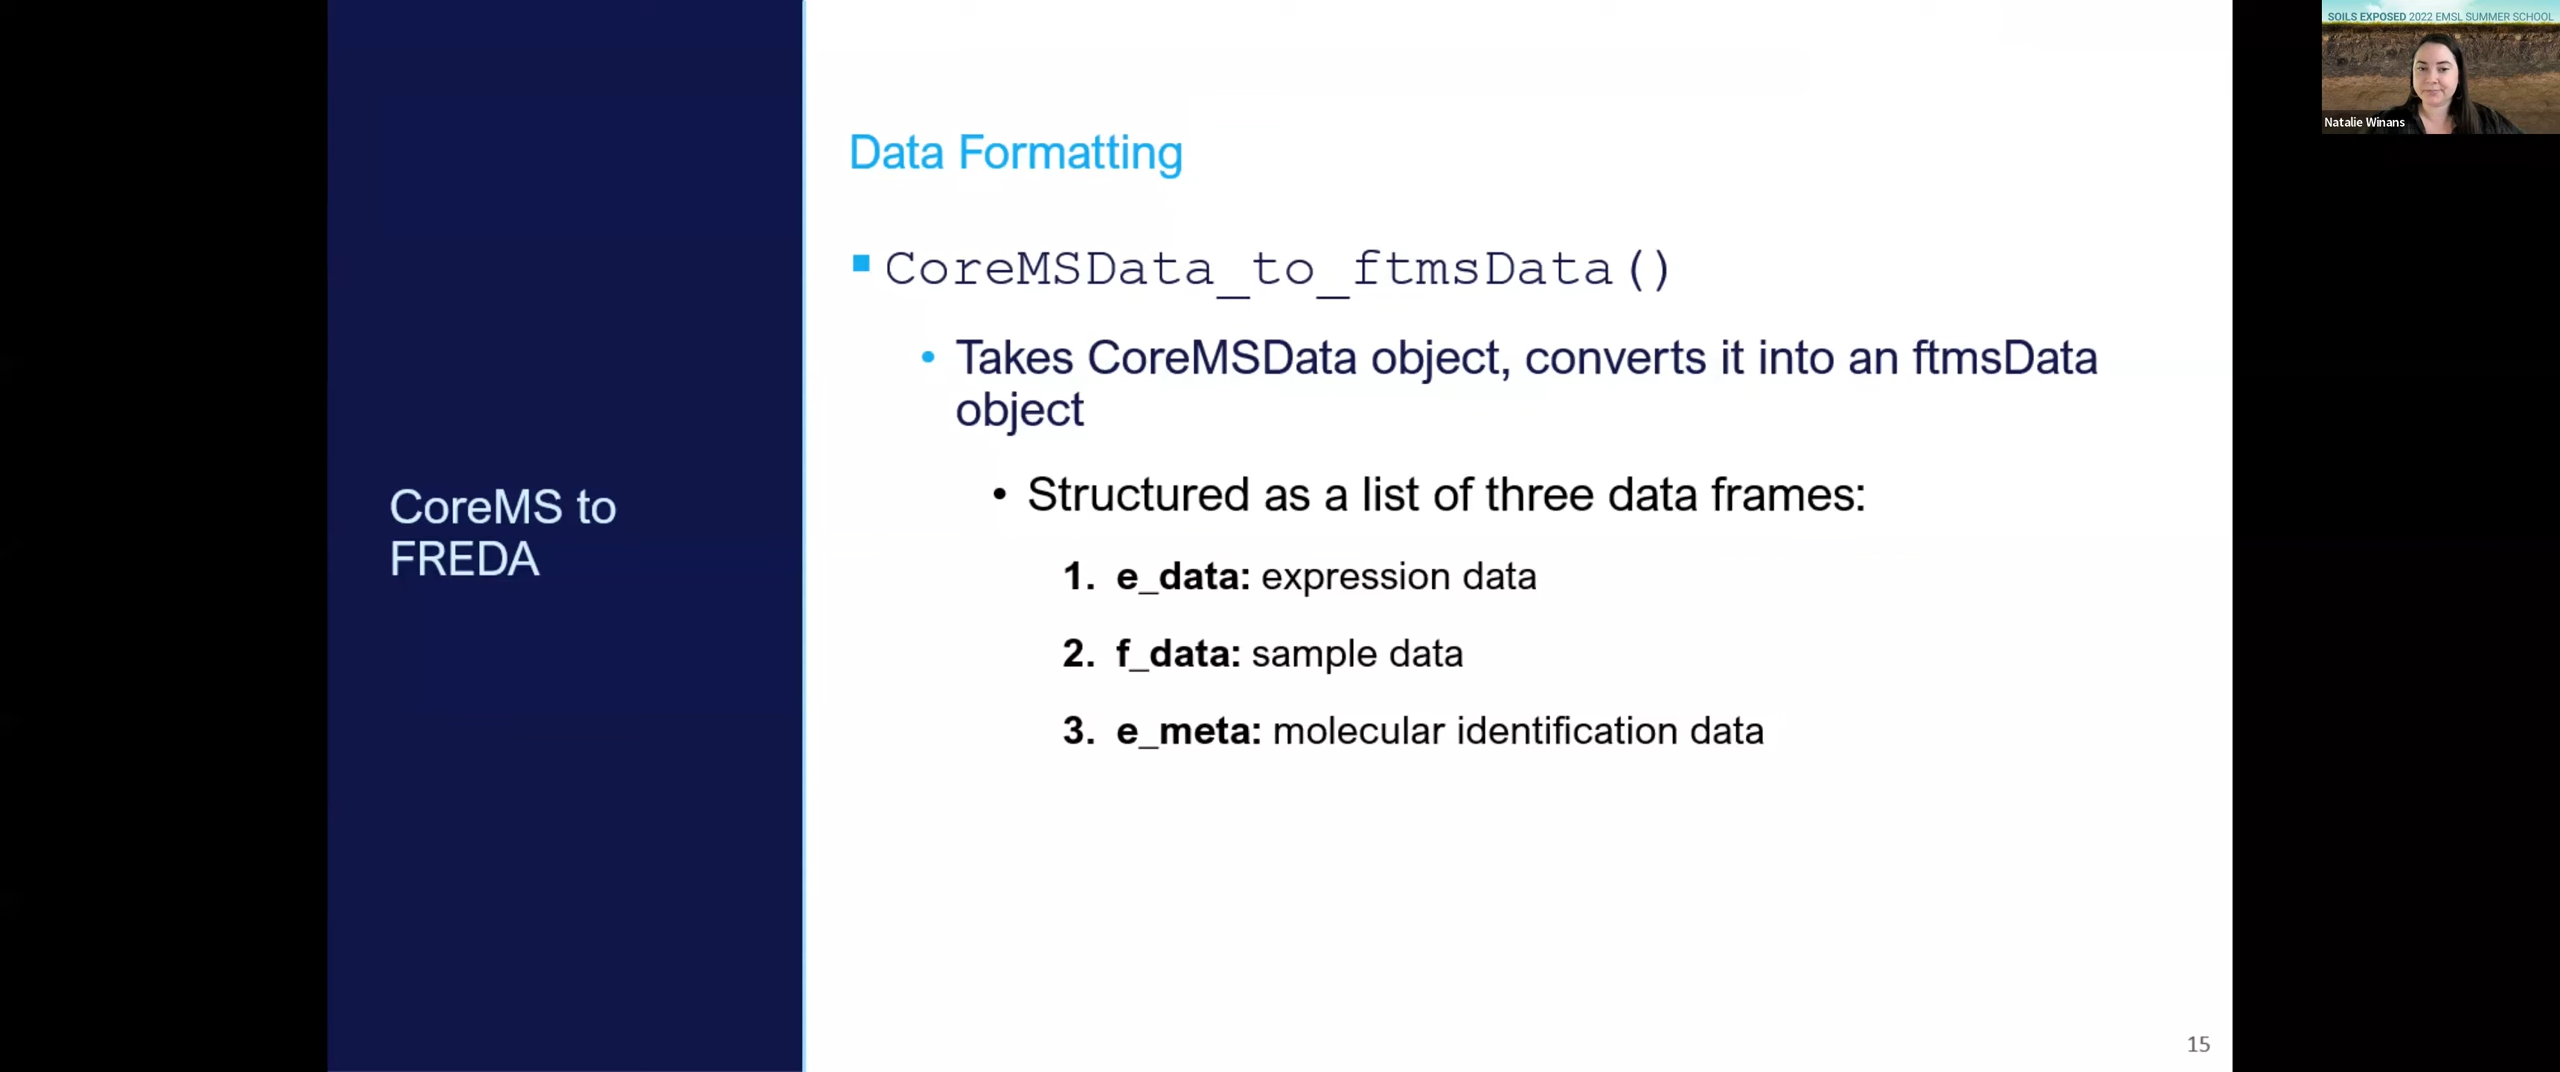 SOILS EXPOSED 2022 EMSL SUMMER SCHOOL
Natalie Winans
CoreMS to
FREDA
Data Formatting
CoreMSData_to_ftmsData()
• Takes CoreMSData object, converts it into an ftmsData
object
• Structured as a list of three data frames:
1. e_data: expression data
2. f_data: sample data
3. e_meta: molecular identification data
15